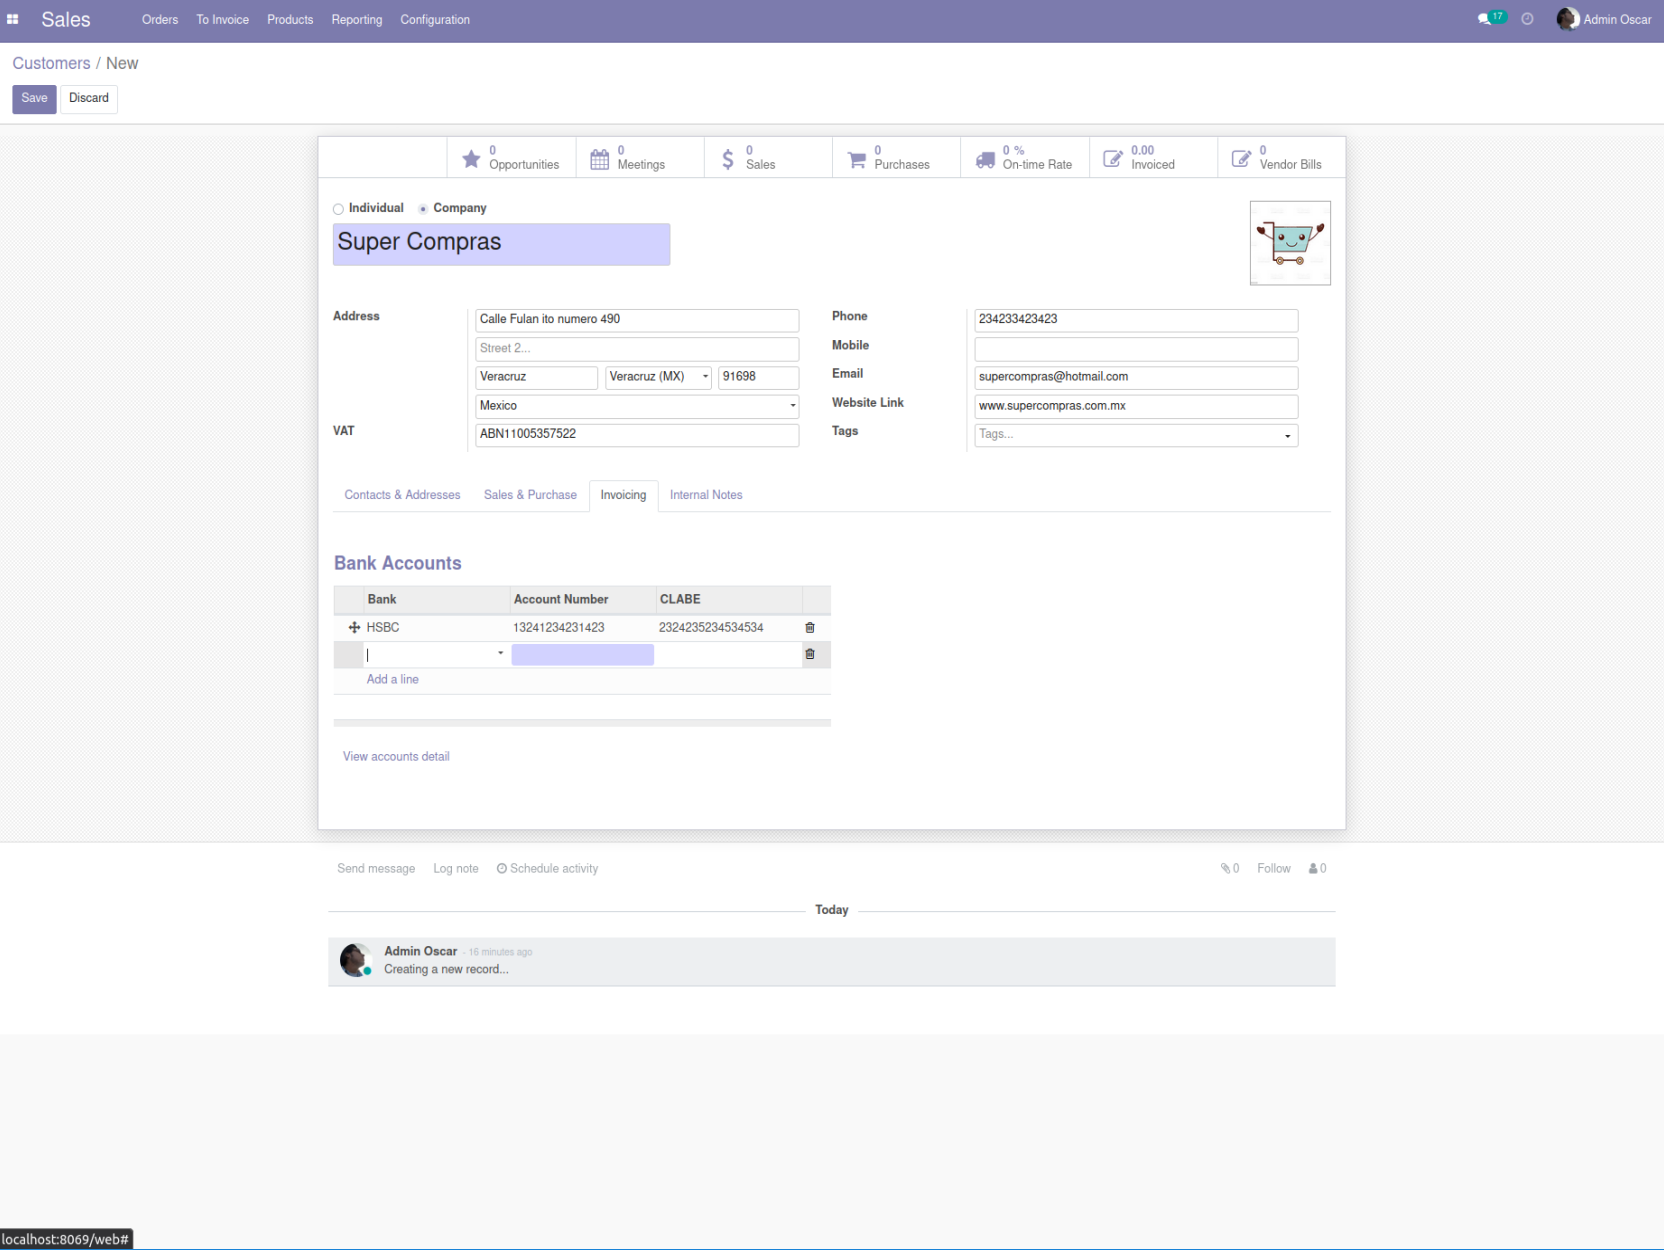 Sales Orders To Invoice Products Reporting Configuration 17 Admin Oscar
Customers / New
Save Discard
0 Opportunities
0 Meetings
0 Sales
0 Purchases
0 % On-time Rate
0.00 Invoiced
0 Vendor Bills
Individual Company
Super Compras
Address Calle Fulan ito numero 490
Street 2...
Veracruz Veracruz (MX) 91698
Mexico
VAT ABN11005357522
Phone 234233423423
Mobile
Email supercompras@hotmail.com
Website Link www.supercompras.com.mx
Tags Tags...
Contacts & Addresses Sales & Purchase Invoicing Internal Notes
Bank Accounts
Bank Account Number CLABE
HSBC 13241234231423 2324235234534534
Add a line
View accounts detail
Send message Log note Schedule activity 0 Follow 0
Today
Admin Oscar - 16 minutes ago
Creating a new record...
localhost:8069/web#